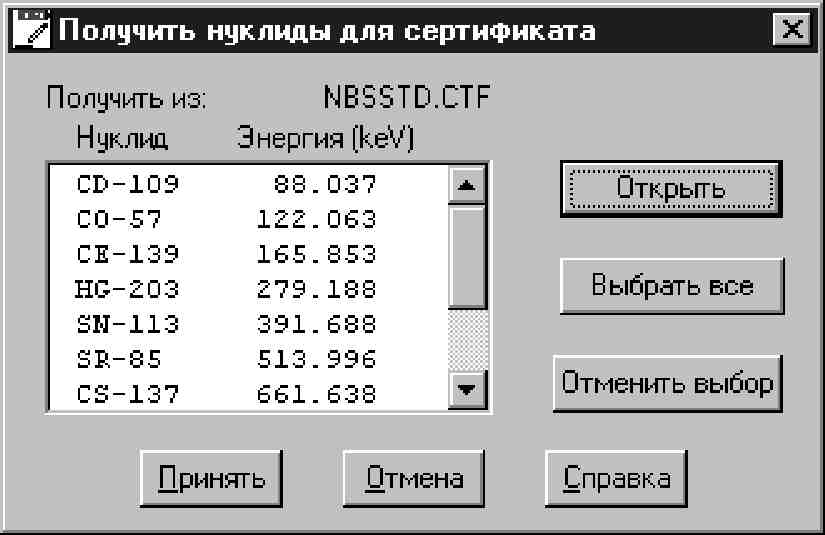 Получить нуклиды для сертификата
Получить из: NBSSTD.CTF
Нуклид Энергия (keV)
CD-109 88.037
CO-57 122.063
CE-139 165.853
HG-203 279.188
SN-113 391.688
SR-85 513.996
CS-137 661.638
Открыть
Выбрать все
Отменить выбор
Принять Отмена Справка